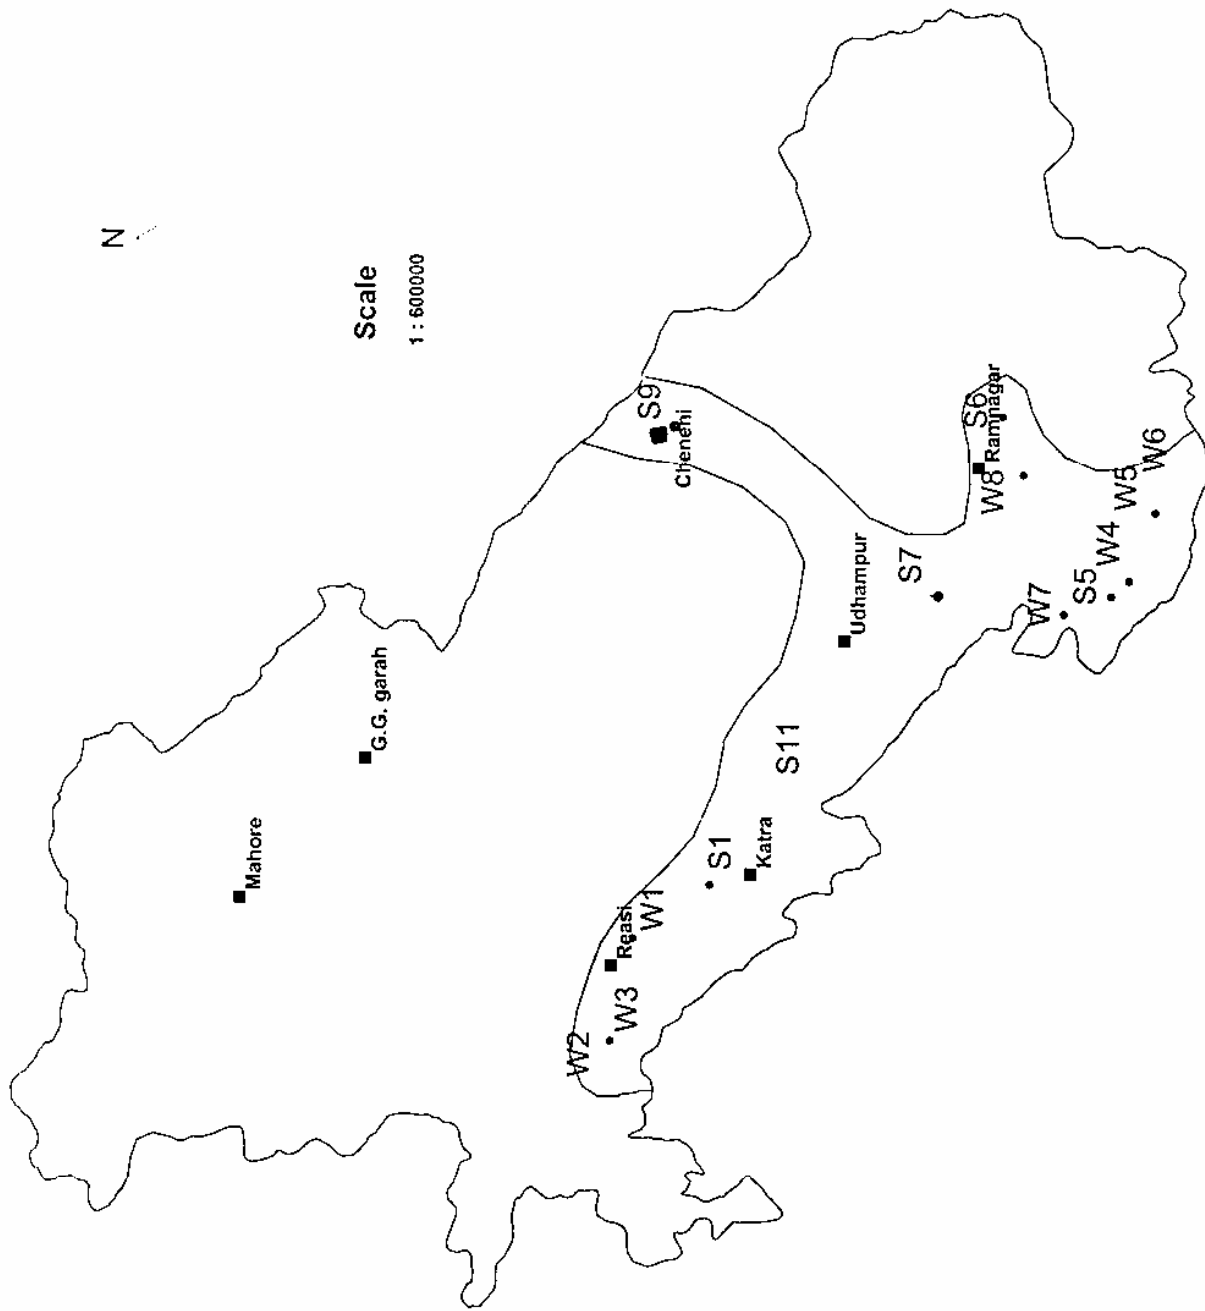 N
Scale
1 : 600000
Mahore
G.G. garah
S9
Chenehi
W2
W3
Reasi
W1
S1
Katra
S11
Udhampur
S7
S6
Ramnagar
W8
W7
S5
W4
W5
W6